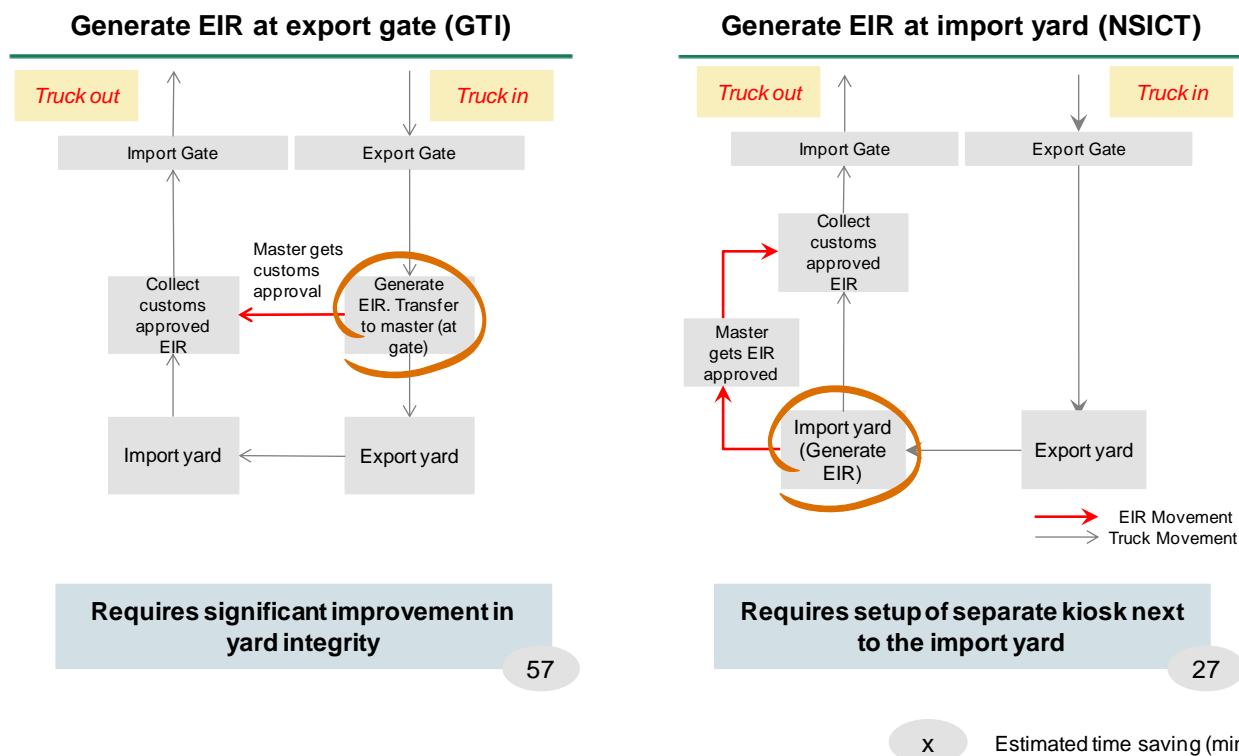 Generate EIR at export gate (GTI)
Truck out
Truck in
Import Gate
Export Gate
Master gets
customs
approval
Collect
customs
approved
EIR
Generate
EIR. Transfer
to master (at
gate)
Import yard
Export yard
Requires significant improvement in
yard integrity
57
Generate EIR at import yard (NSICT)
Truck out
Truck in
Import Gate
Export Gate
Collect
customs
approved
EIR
Master
gets EIR
approved
Import yard
(Generate
EIR)
Export yard
EIR Movement
Truck Movement
Requires setup of separate kiosk next
to the import yard
27
x
Estimated time saving (min